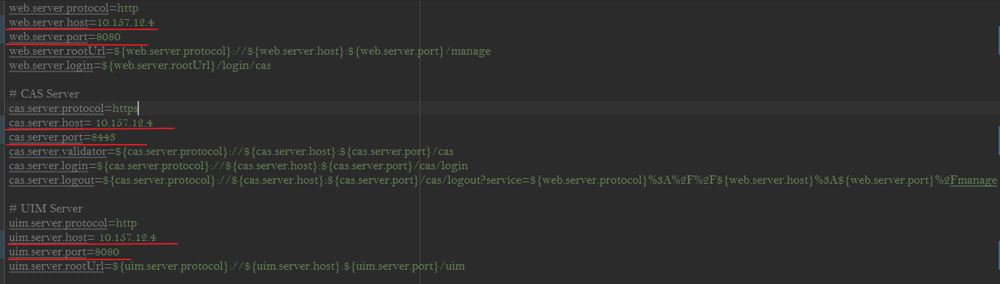 web.server.protocol=http
web.server.host=10.157.12.4
web.server.port=8080
web.server.rootUrl=${web.server.protocol}://${web.server.host}:${web.server.port}/manage
web.server.login=${web.server.rootUrl}/login/cas
# CAS Server
cas.server.protocol=https
cas.server.host= 10.157.12.4
cas.server.port=8443
cas.server.validator=${cas.server.protocol}://${cas.server.host}:${cas.server.port}/cas
cas.server.login=${cas.server.protocol}://${cas.server.host}:${cas.server.port}/cas/login
cas.server.logout=${cas.server.protocol}://${cas.server.host}:${cas.server.port}/cas/logout?service=${web.server.protocol}%3A%2F%2F${web.server.host}%3A${web.server.port}%2Fmanage
# UIM Server
uim.server.protocol=http
uim.server.host= 10.157.12.4
uim.server.port=8080
uim.server.rootUrl=${uim.server.protocol}://${uim.server.host}:${uim.server.port}/uim